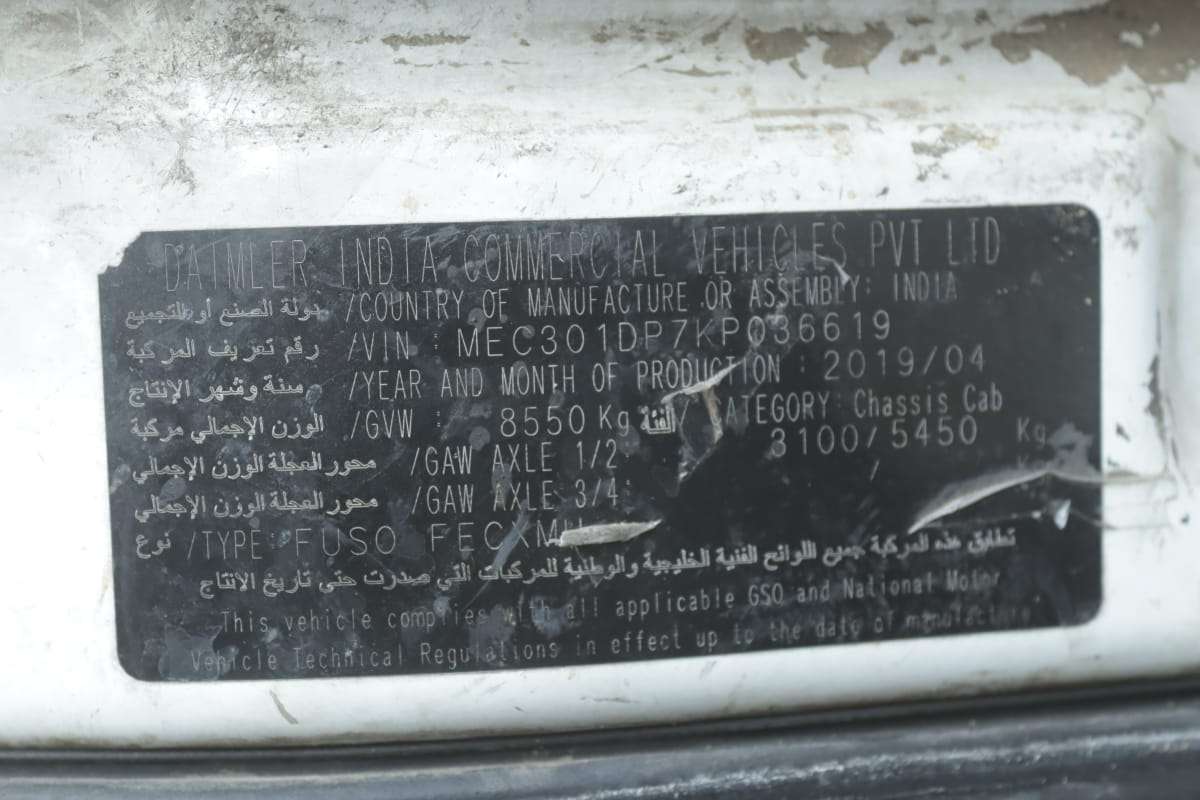 DAIMLER INDIA COMMERCIAL VEHICLES PVT LTD
دولة الصنع أو التجميع /COUNTRY OF MANUFACTURE OR ASSEMBLY: INDIA
رقم تعريف المركبة /VIN : MEC301DP7KP036619
سنة وشهر الإنتاج /YEAR AND MONTH OF PRODUCTION : 2019/04
الوزن الإجمالي مركبة /GVW : 8550 Kg الفئة / CATEGORY: Chassis Cab
محور العجلة الوزن الإجمالي /GAW AXLE 1/2 3100/5450 Kg
محور العجلة الوزن الإجمالي /GAW AXLE 3/4: /
نوع /TYPE: FUSO
تطابق هذه المركبة جميع اللوائح الفنية الخليجية والوطنية للمركبات التي صدرت حتى تاريخ الانتاج
This vehicle complies with all applicable GSO and National Motor
Vehicle Technical Regulations in effect up to the date of manufacture